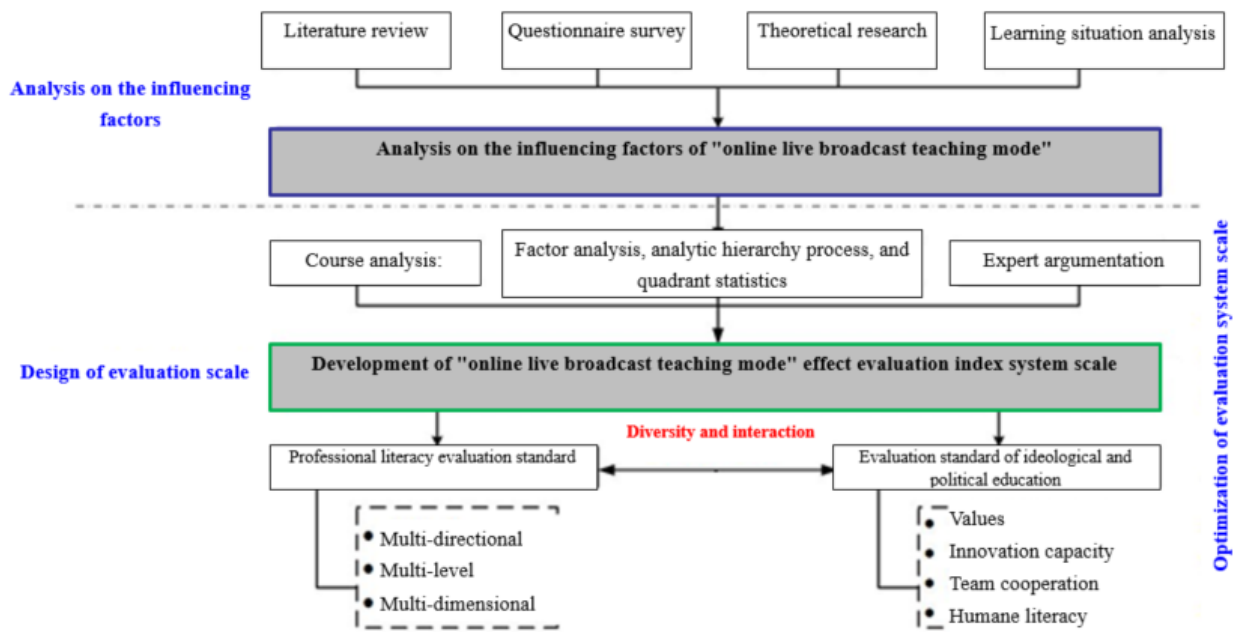 Literature review
Questionnaire survey
Theoretical research
Learning situation analysis
Analysis on the influencing
factors
Analysis on the influencing factors of "online live broadcast teaching mode"
Course analysis:
Factor analysis, analytic hierarchy process, and
quadrant statistics
Expert argumentation
Design of evaluation scale
Development of "online live broadcast teaching mode" effect evaluation index system scale
Diversity and interaction
Professional literacy evaluation standard
Evaluation standard of ideological and
political education
• Multi-directional
• Multi-level
• Multi-dimensional
• Values
• Innovation capacity
• Team cooperation
• Humane literacy
Optimization of evaluation system scale